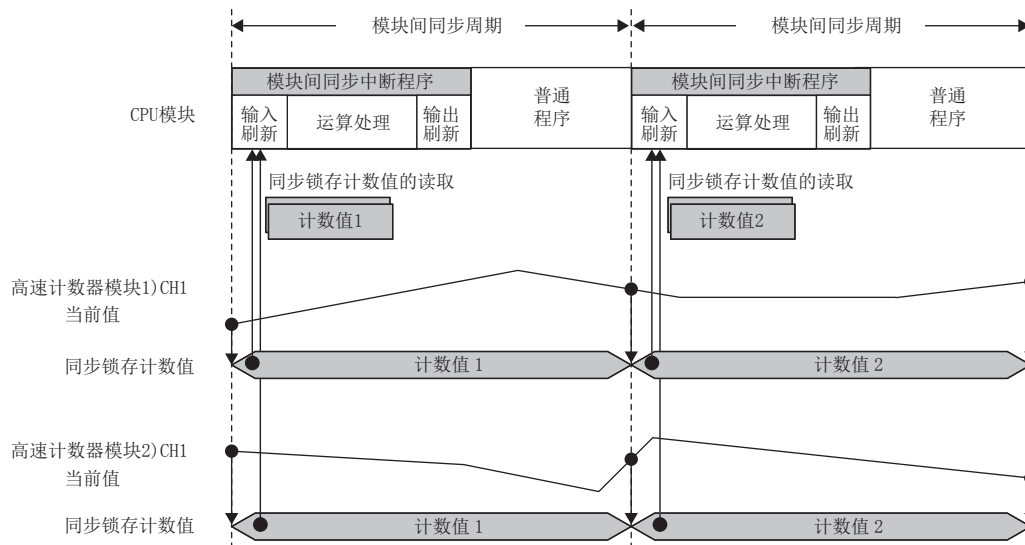 模块间同步周期 模块间同步周期
模块间同步中断程序 模块间同步中断程序
CPU模块 输入刷新 运算处理 输出刷新 普通程序 输入刷新 运算处理 输出刷新 普通程序
同步锁存计数值的读取 同步锁存计数值的读取
计数值1 计数值2
高速计数器模块1)CH1
当前值
同步锁存计数值 计数值 1 计数值 2
高速计数器模块2)CH1
当前值
同步锁存计数值 计数值 1 计数值 2